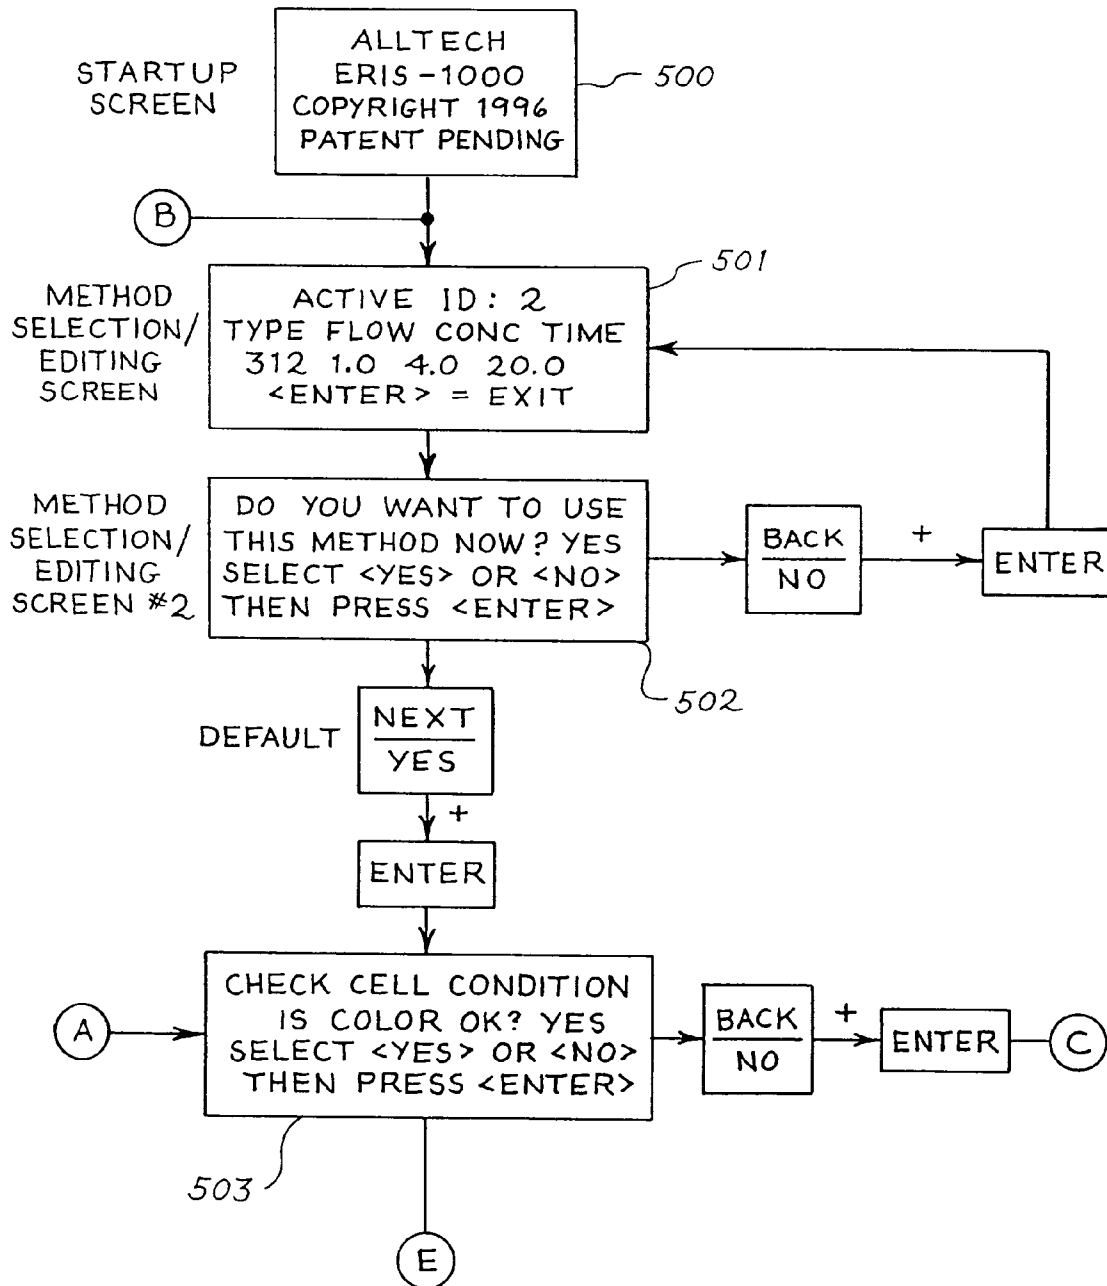 STARTUP
SCREEN
ALLTECH
ERIS-1000
COPYRIGHT 1996
PATENT PENDING
500
B
METHOD
SELECTION/
EDITING
SCREEN
ACTIVE ID: 2
TYPE FLOW CONC TIME
312 1.0 4.0 20.0
<ENTER> = EXIT
501
METHOD
SELECTION/
EDITING
SCREEN #2
DO YOU WANT TO USE
THIS METHOD NOW? YES
SELECT <YES> OR <NO>
THEN PRESS <ENTER>
502
BACK
NO
+
ENTER
DEFAULT
NEXT
YES
+
ENTER
A
CHECK CELL CONDITION
IS COLOR OK? YES
SELECT <YES> OR <NO>
THEN PRESS <ENTER>
503
BACK
NO
+
ENTER
C
E